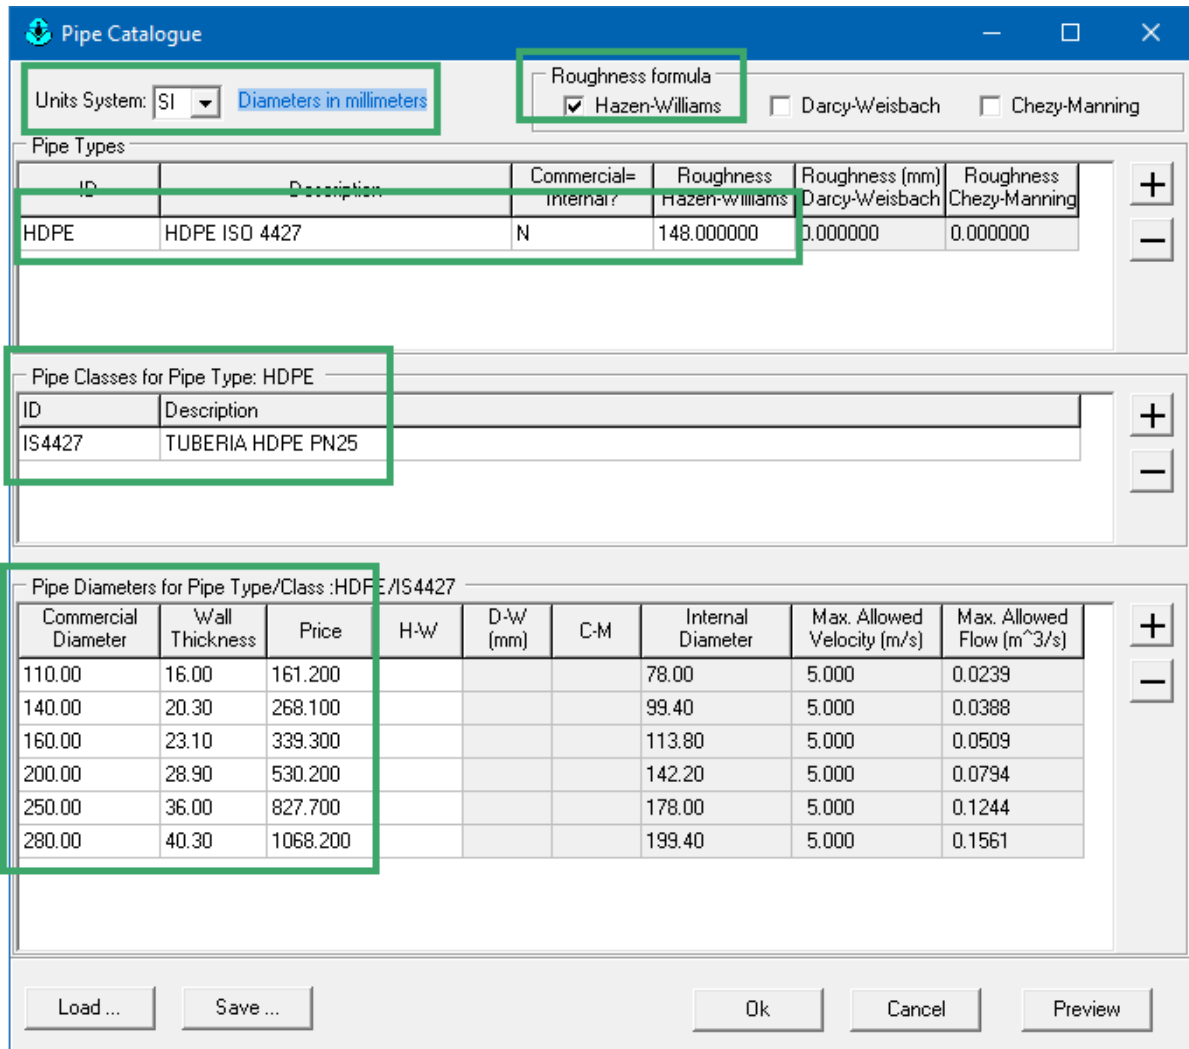 Pipe Catalogue
Units System: SI Diameters in millimeters
Roughness formula
Hazen-Williams Darcy-Weisbach Chezy-Manning
Pipe Types
ID Description Commercial= Internal? Roughness Hazen-Williams Roughness (mm) Darcy-Weisbach Roughness Chezy-Manning
HDPE HDPE ISO 4427 N 148.000000 0.000000 0.000000
Pipe Classes for Pipe Type: HDPE
ID Description
IS4427 TUBERIA HDPE PN25
Pipe Diameters for Pipe Type/Class :HDPE/IS4427
Commercial Diameter Wall Thickness Price H-W D-W (mm) C-M Internal Diameter Max. Allowed Velocity (m/s) Max. Allowed Flow (m^3/s)
110.00 16.00 161.200 78.00 5.000 0.0239
140.00 20.30 268.100 99.40 5.000 0.0388
160.00 23.10 339.300 113.80 5.000 0.0509
200.00 28.90 530.200 142.20 5.000 0.0794
250.00 36.00 827.700 178.00 5.000 0.1244
280.00 40.30 1068.200 199.40 5.000 0.1561
Load ... Save ... Ok Cancel Preview